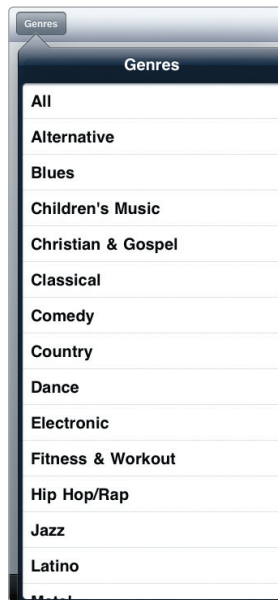 Genres
Genres
All
Alternative
Blues
Children's Music
Christian & Gospel
Classical
Comedy
Country
Dance
Electronic
Fitness & Workout
Hip Hop/Rap
Jazz
Latino